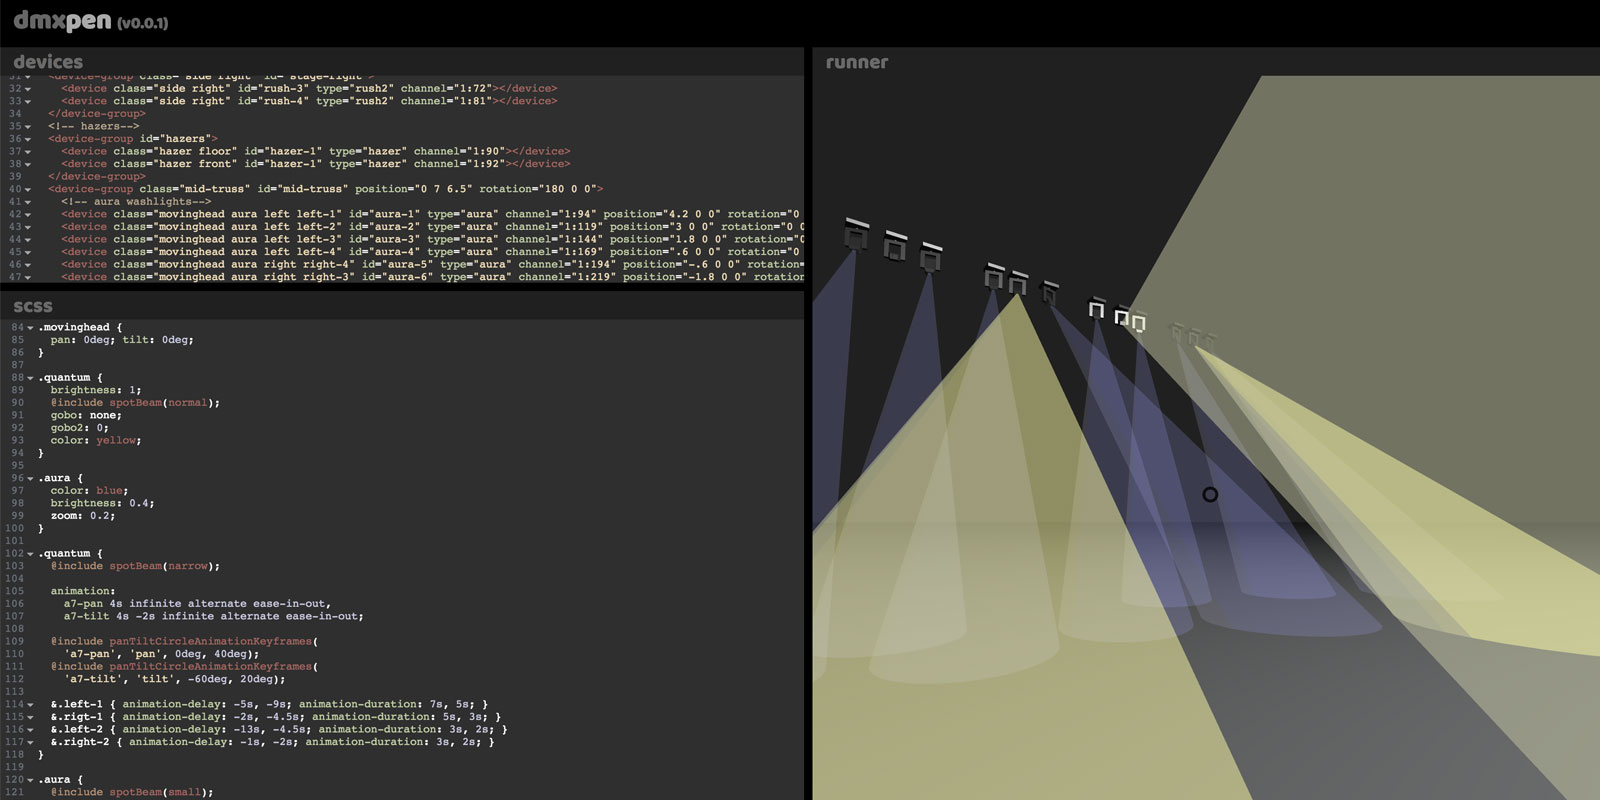 dmxpen (v0.0.1)
devices
31 <device-group class="side right" id="stage-right">
32 <device class="side right" id="rush-3" type="rush2" channel="1:72"></device>
33 <device class="side right" id="rush-4" type="rush2" channel="1:81"></device>
34 </device-group>
35 <!-- hazers-->
36 <device-group id="hazers">
37 <device class="hazer floor" id="hazer-1" type="hazer" channel="1:90"></device>
38 <device class="hazer front" id="hazer-1" type="hazer" channel="1:92"></device>
39 </device-group>
40 <device-group class="mid-truss" id="mid-truss" position="0 7 6.5" rotation="180 0 0">
41 <!-- aura washlights-->
42 <device class="movinghead aura left left-1" id="aura-1" type="aura" channel="1:94" position="4.2 0 0" rotation="0
43 <device class="movinghead aura left left-2" id="aura-2" type="aura" channel="1:119" position="3 0 0" rotation="0 0
44 <device class="movinghead aura left left-3" id="aura-3" type="aura" channel="1:144" position="1.8 0 0" rotation="0
45 <device class="movinghead aura left left-4" id="aura-4" type="aura" channel="1:169" position=".6 0 0" rotation="0
46 <device class="movinghead aura right right-4" id="aura-5" type="aura" channel="1:194" position="-.6 0 0" rotation=
47 <device class="movinghead aura right right-3" id="aura-6" type="aura" channel="1:219" position="-1.8 0 0" rotation
scss
84 .movinghead {
85 pan: 0deg; tilt: 0deg;
86 }
87
88 .quantum {
89 brightness: 1;
90 @include spotBeam(normal);
91 gobo: none;
92 gobo2: 0;
93 color: yellow;
94 }
95
96 .aura {
97 color: blue;
98 brightness: 0.4;
99 zoom: 0.2;
100 }
101
102 .quantum {
103 @include spotBeam(narrow);
104
105 animation:
106 a7-pan 4s infinite alternate ease-in-out,
107 a7-tilt 4s -2s infinite alternate ease-in-out;
108
109 @include panTiltCircleAnimationKeyframes(
110 'a7-pan', 'pan', 0deg, 40deg);
111 @include panTiltCircleAnimationKeyframes(
112 'a7-tilt', 'tilt', -60deg, 20deg);
113
114 &.left-1 { animation-delay: -5s, -9s; animation-duration: 7s, 5s; }
115 &.rigt-1 { animation-delay: -2s, -4.5s; animation-duration: 5s, 3s; }
116 &.left-2 { animation-delay: -13s, -4.5s; animation-duration: 3s, 2s; }
117 &.right-2 { animation-delay: -1s, -2s; animation-duration: 3s, 2s; }
118 }
119
120 .aura {
121 @include spotBeam(small);
runner